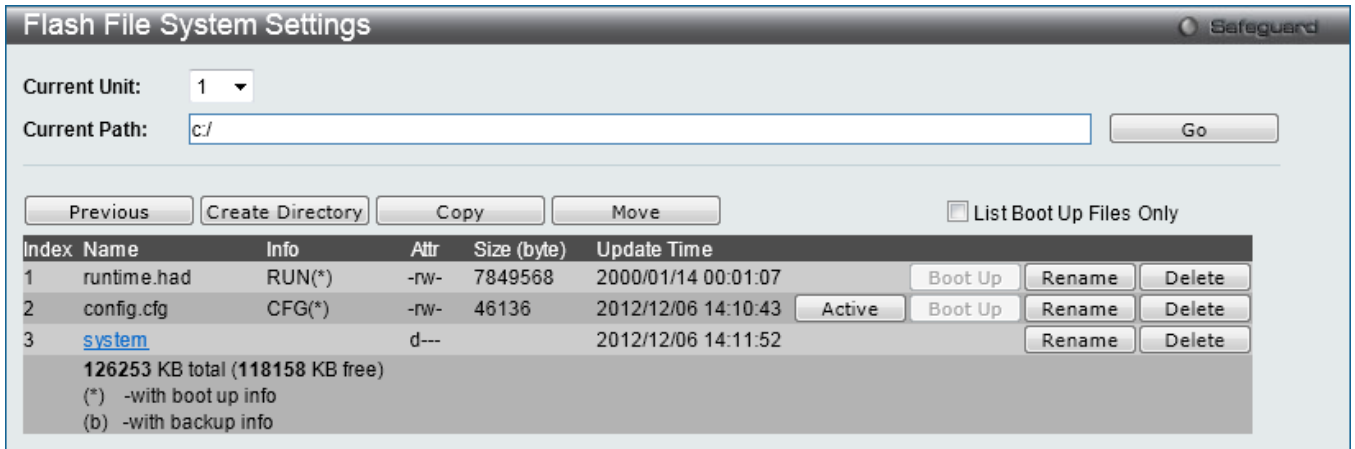 Flash File System Settings Safeguard
Current Unit: 1
Current Path: c:/ Go
Previous Create Directory Copy Move List Boot Up Files Only
Index Name Info Attr Size (byte) Update Time
1 runtime.had RUN(*) -rw- 7849568 2000/01/14 00:01:07 Boot Up Rename Delete
2 config.cfg CFG(*) -rw- 46136 2012/12/06 14:10:43 Active Boot Up Rename Delete
3 system d--- 2012/12/06 14:11:52 Rename Delete
126253 KB total (118158 KB free)
(*) -with boot up info
(b) -with backup info